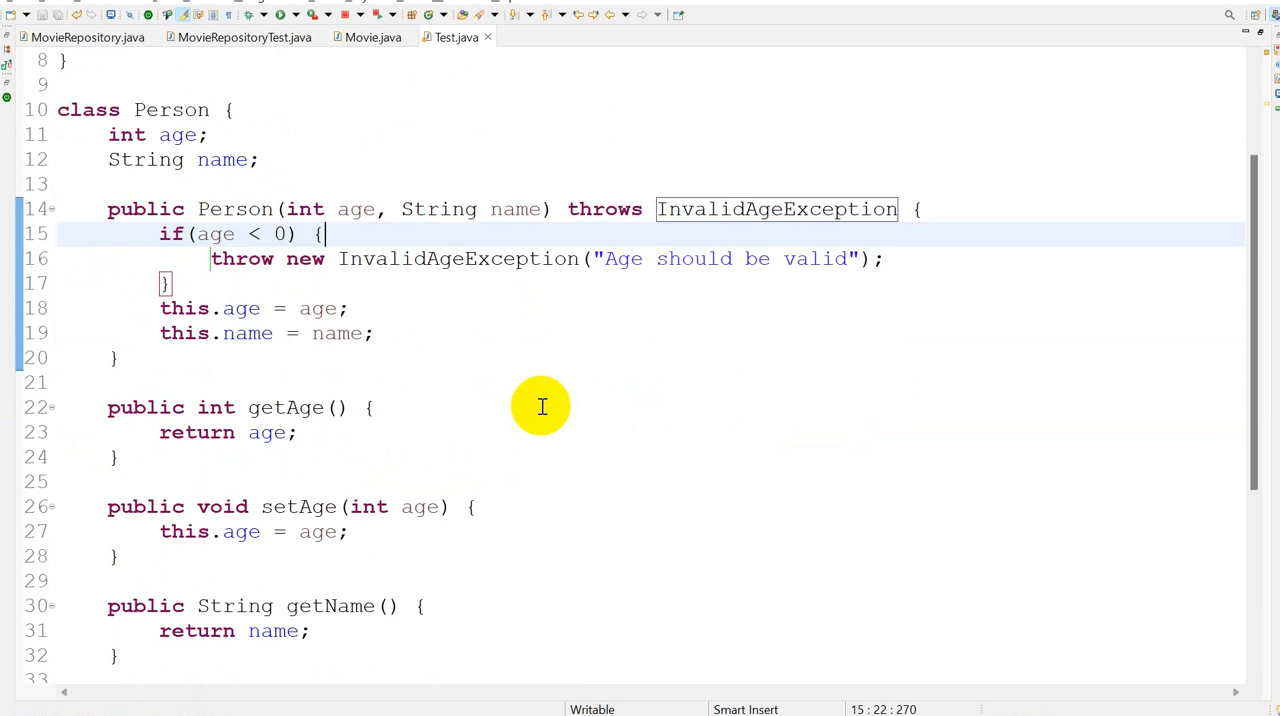 MovieRepository.java MovieRepositoryTest.java Movie.java Test.java
8 }
9
10 class Person {
11 int age;
12 String name;
13
14 public Person(int age, String name) throws InvalidAgeException {
15 if(age < 0) {
16 throw new InvalidAgeException("Age should be valid");
17 }
18 this.age = age;
19 this.name = name;
20 }
21
22 public int getAge() {
23 return age;
24 }
25
26 public void setAge(int age) {
27 this.age = age;
28 }
29
30 public String getName() {
31 return name;
32 }
33
Writable Smart Insert 15 : 22 : 270